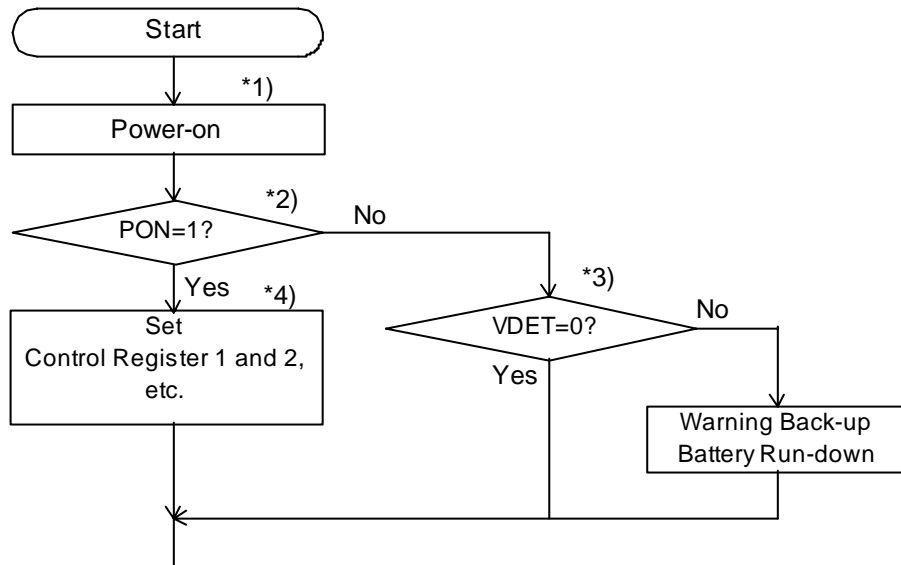 Start
*1)
Power-on
*2)
PON=1?
No
Yes
*4)
Set
Control Register 1 and 2,
etc.
*3)
VDET=0?
No
Yes
Warning Back-up
Battery Run-down